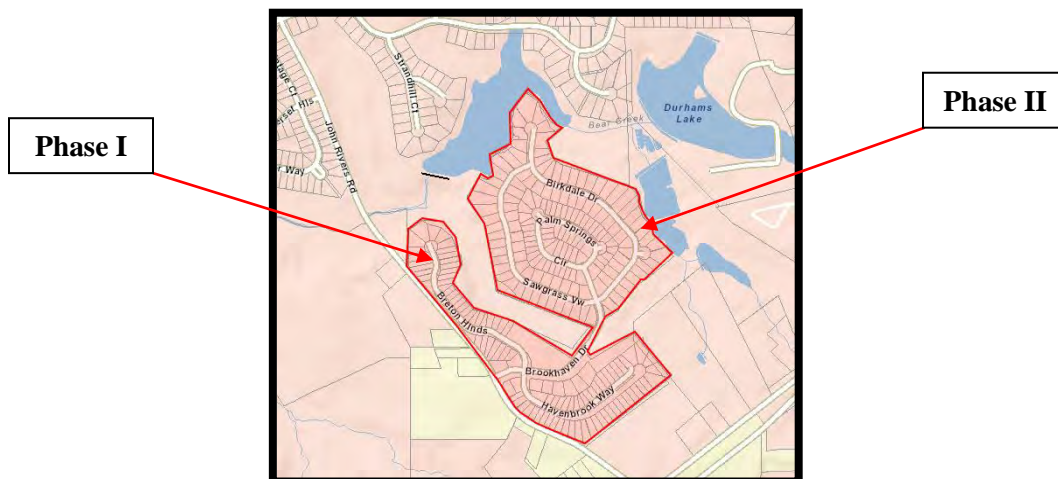 Phase I
Phase II
Strandhill Ct
John Rivers Rd
Durhams
Lake
Bear Creek
Birkdale Dr
Palm Springs
Cir
Sawgrass Vw
Breton Hlnds
Brookhaven Dr
Havenbrook Way